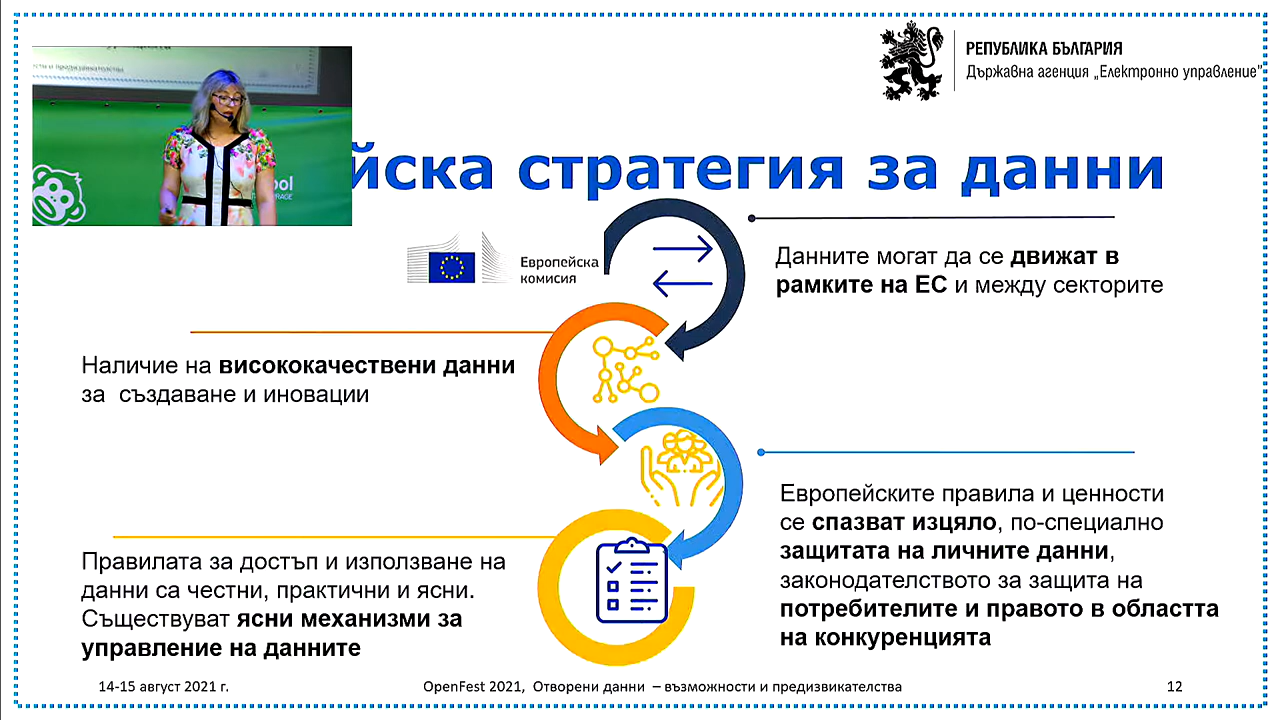 РЕПУБЛИКА БЪЛГАРИЯ
Държавна агенция „Електронно управление”
йска стратегия за данни
Европейска
комисия
Данните могат да се движат в
рамките на ЕС и между секторите
Наличие на висококачествени данни
за създаване и иновации
Европейските правила и ценности
се спазват изцяло, по-специално
защитата на личните данни,
законодателството за защита на
потребителите и правото в областта
на конкуренцията
Правилата за достъп и използване на
данни са честни, практични и ясни.
Съществуват ясни механизми за
управление на данните
14-15 август 2021 г.
OpenFest 2021, Отворени данни – възможности и предизвикателства
12